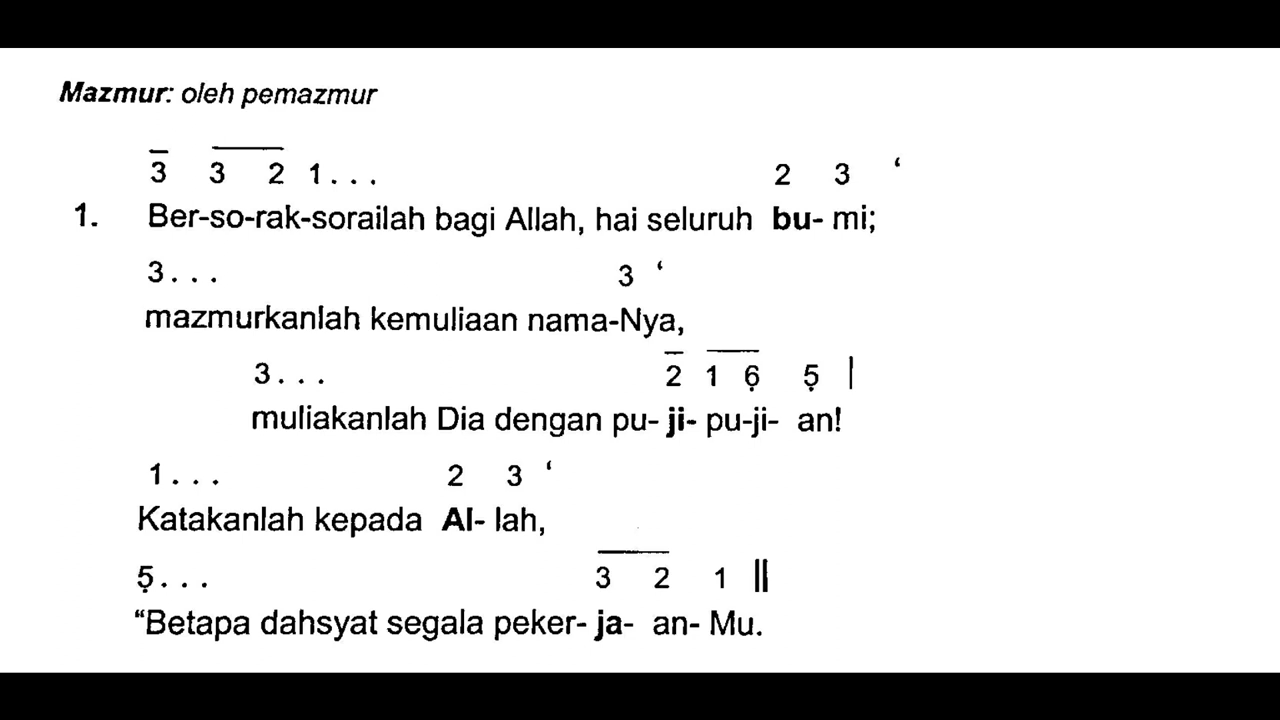 Mazmur: oleh pemazmur
3 3 2 1 . . . 2 3 ‘
1. Ber-so-rak-sorailah bagi Allah, hai seluruh bu- mi;
3 . . . 3 ‘
mazmurkanlah kemuliaan nama-Nya,
3 . . . 2 1 6̣ 5̣ |
muliakanlah Dia dengan pu- ji- pu-ji- an!
1 . . . 2 3 ‘
Katakanlah kepada Al- lah,
5̣ . . . 3 2 1 ||
“Betapa dahsyat segala peker- ja- an- Mu.